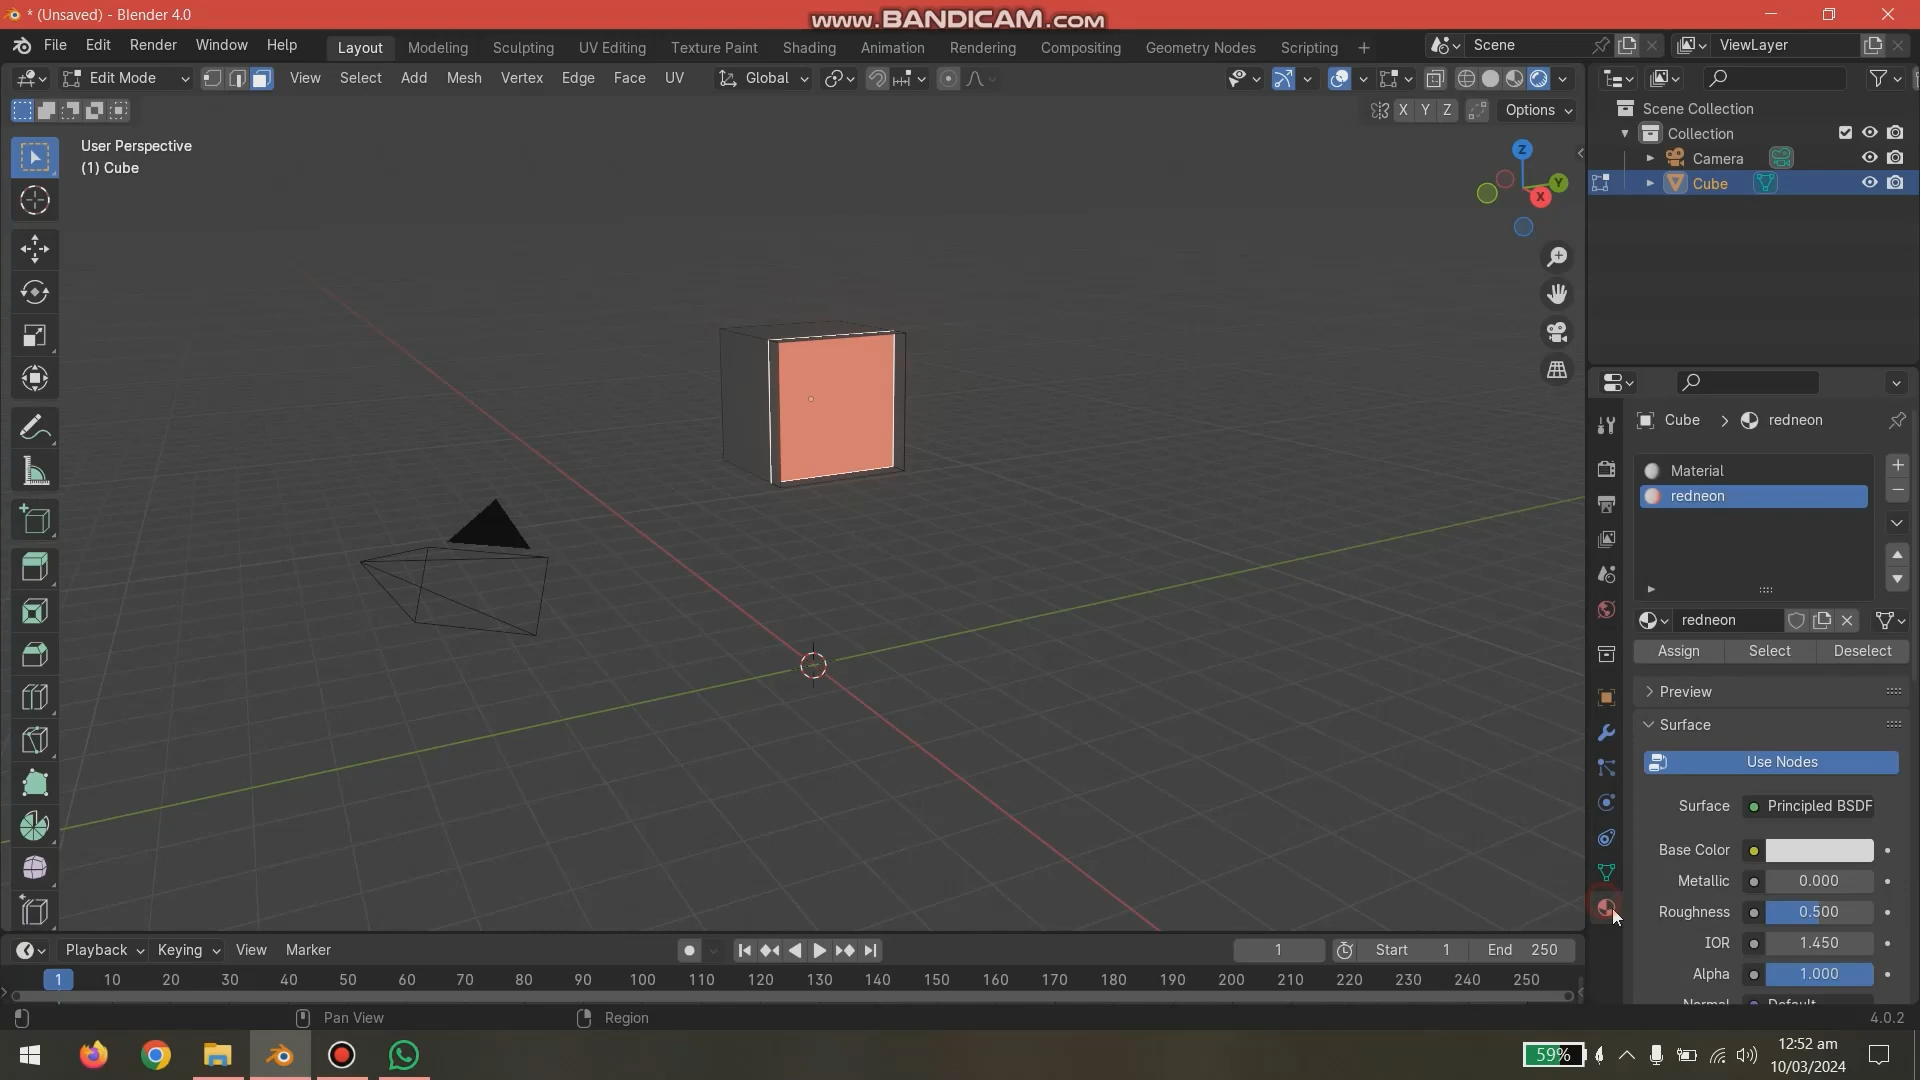 * (Unsaved) - Blender 4.0
www.BANDICAM.com
File Edit Render Window Help
Layout Modeling Sculpting UV Editing Texture Paint Shading Animation Rendering Compositing Geometry Nodes Scripting +
Scene
ViewLayer
Edit Mode
View Select Add Mesh Vertex Edge Face UV
Global
X Y Z Options
User Perspective
(1) Cube
Z
Y
X
Scene Collection
Collection
Camera
Cube
Cube > redneon
Material
redneon
redneon
Assign Select Deselect
Preview
Surface
Use Nodes
Surface Principled BSDF
Base Color
Metallic 0.000
Roughness 0.500
IOR 1.450
Alpha 1.000
Normal Default
Playback Keying View Marker
1
Start 1 End 250
1 10 20 30 40 50 60 70 80 90 100 110 120 130 140 150 160 170 180 190 200 210 220 230 240 250
Pan View
Region
4.0.2
59%
12:52 am
10/03/2024